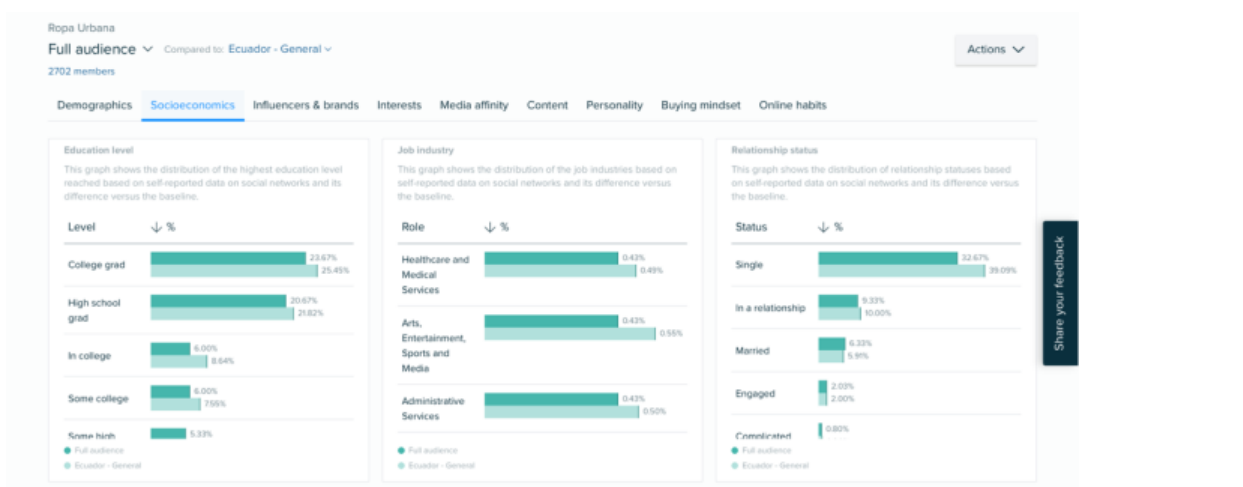 Ropa Urbana
Full audience Compared to: Ecuador - General
2702 members
Actions
Demographics Socioeconomics Influencers & brands Interests Media affinity Content Personality Buying mindset Online habits
Education level
This graph shows the distribution of the highest education level
reached based on self-reported data on social networks and its
difference versus the baseline.
Level %
College grad
23.67%
25.45%
High school
grad
20.67%
21.82%
In college
6.00%
8.64%
Some college
6.00%
7.55%
Some high
5.33%
Full audience
Ecuador - General
Job industry
This graph shows the distribution of the job industries based on
self-reported data on social networks and its difference versus
the baseline.
Role %
Healthcare and
Medical
Services
0.43%
0.49%
Arts,
Entertainment,
Sports and
Media
0.43%
0.55%
Administrative
Services
0.43%
0.50%
Full audience
Ecuador - General
Relationship status
This graph shows the distribution of relationship statuses based
on self-reported data on social networks and its difference versus
the baseline.
Status %
Single
32.67%
39.09%
In a relationship
9.33%
10.00%
Married
6.33%
5.91%
Engaged
2.03%
2.00%
Complicated
0.80%
Full audience
Ecuador - General
Share your feedback